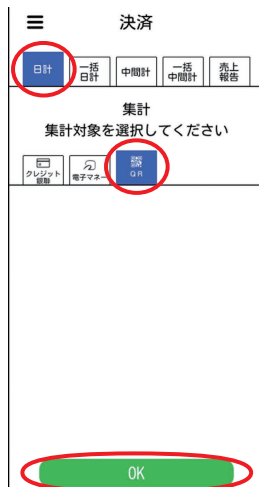 決済
日計
一括
日計
中間計
一括
中間計
売上
報告
集計
集計対象を選択してください
クレジット
銀聯
電子マネー
QR
OK